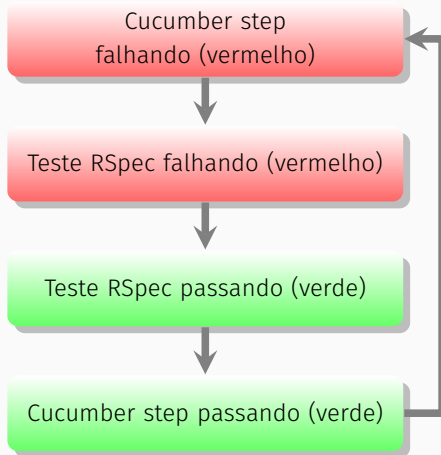 Cucumber step
falhando (vermelho)
Teste RSpec falhando (vermelho)
Teste RSpec passando (verde)
Cucumber step passando (verde)